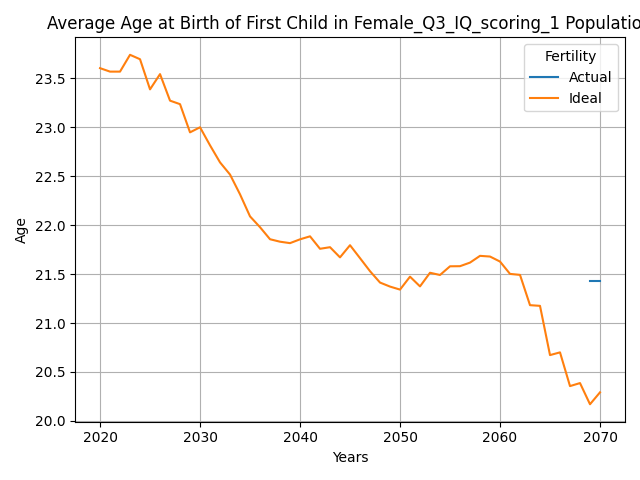 Average Age at Birth of First Child in Female_Q3_IQ_scoring_1 Populatio
Fertility
Actual
Ideal
23.5
23.0
22.5
22.0
21.5
21.0
20.5
20.0
Age
2020 2030 2040 2050 2060 2070
Years